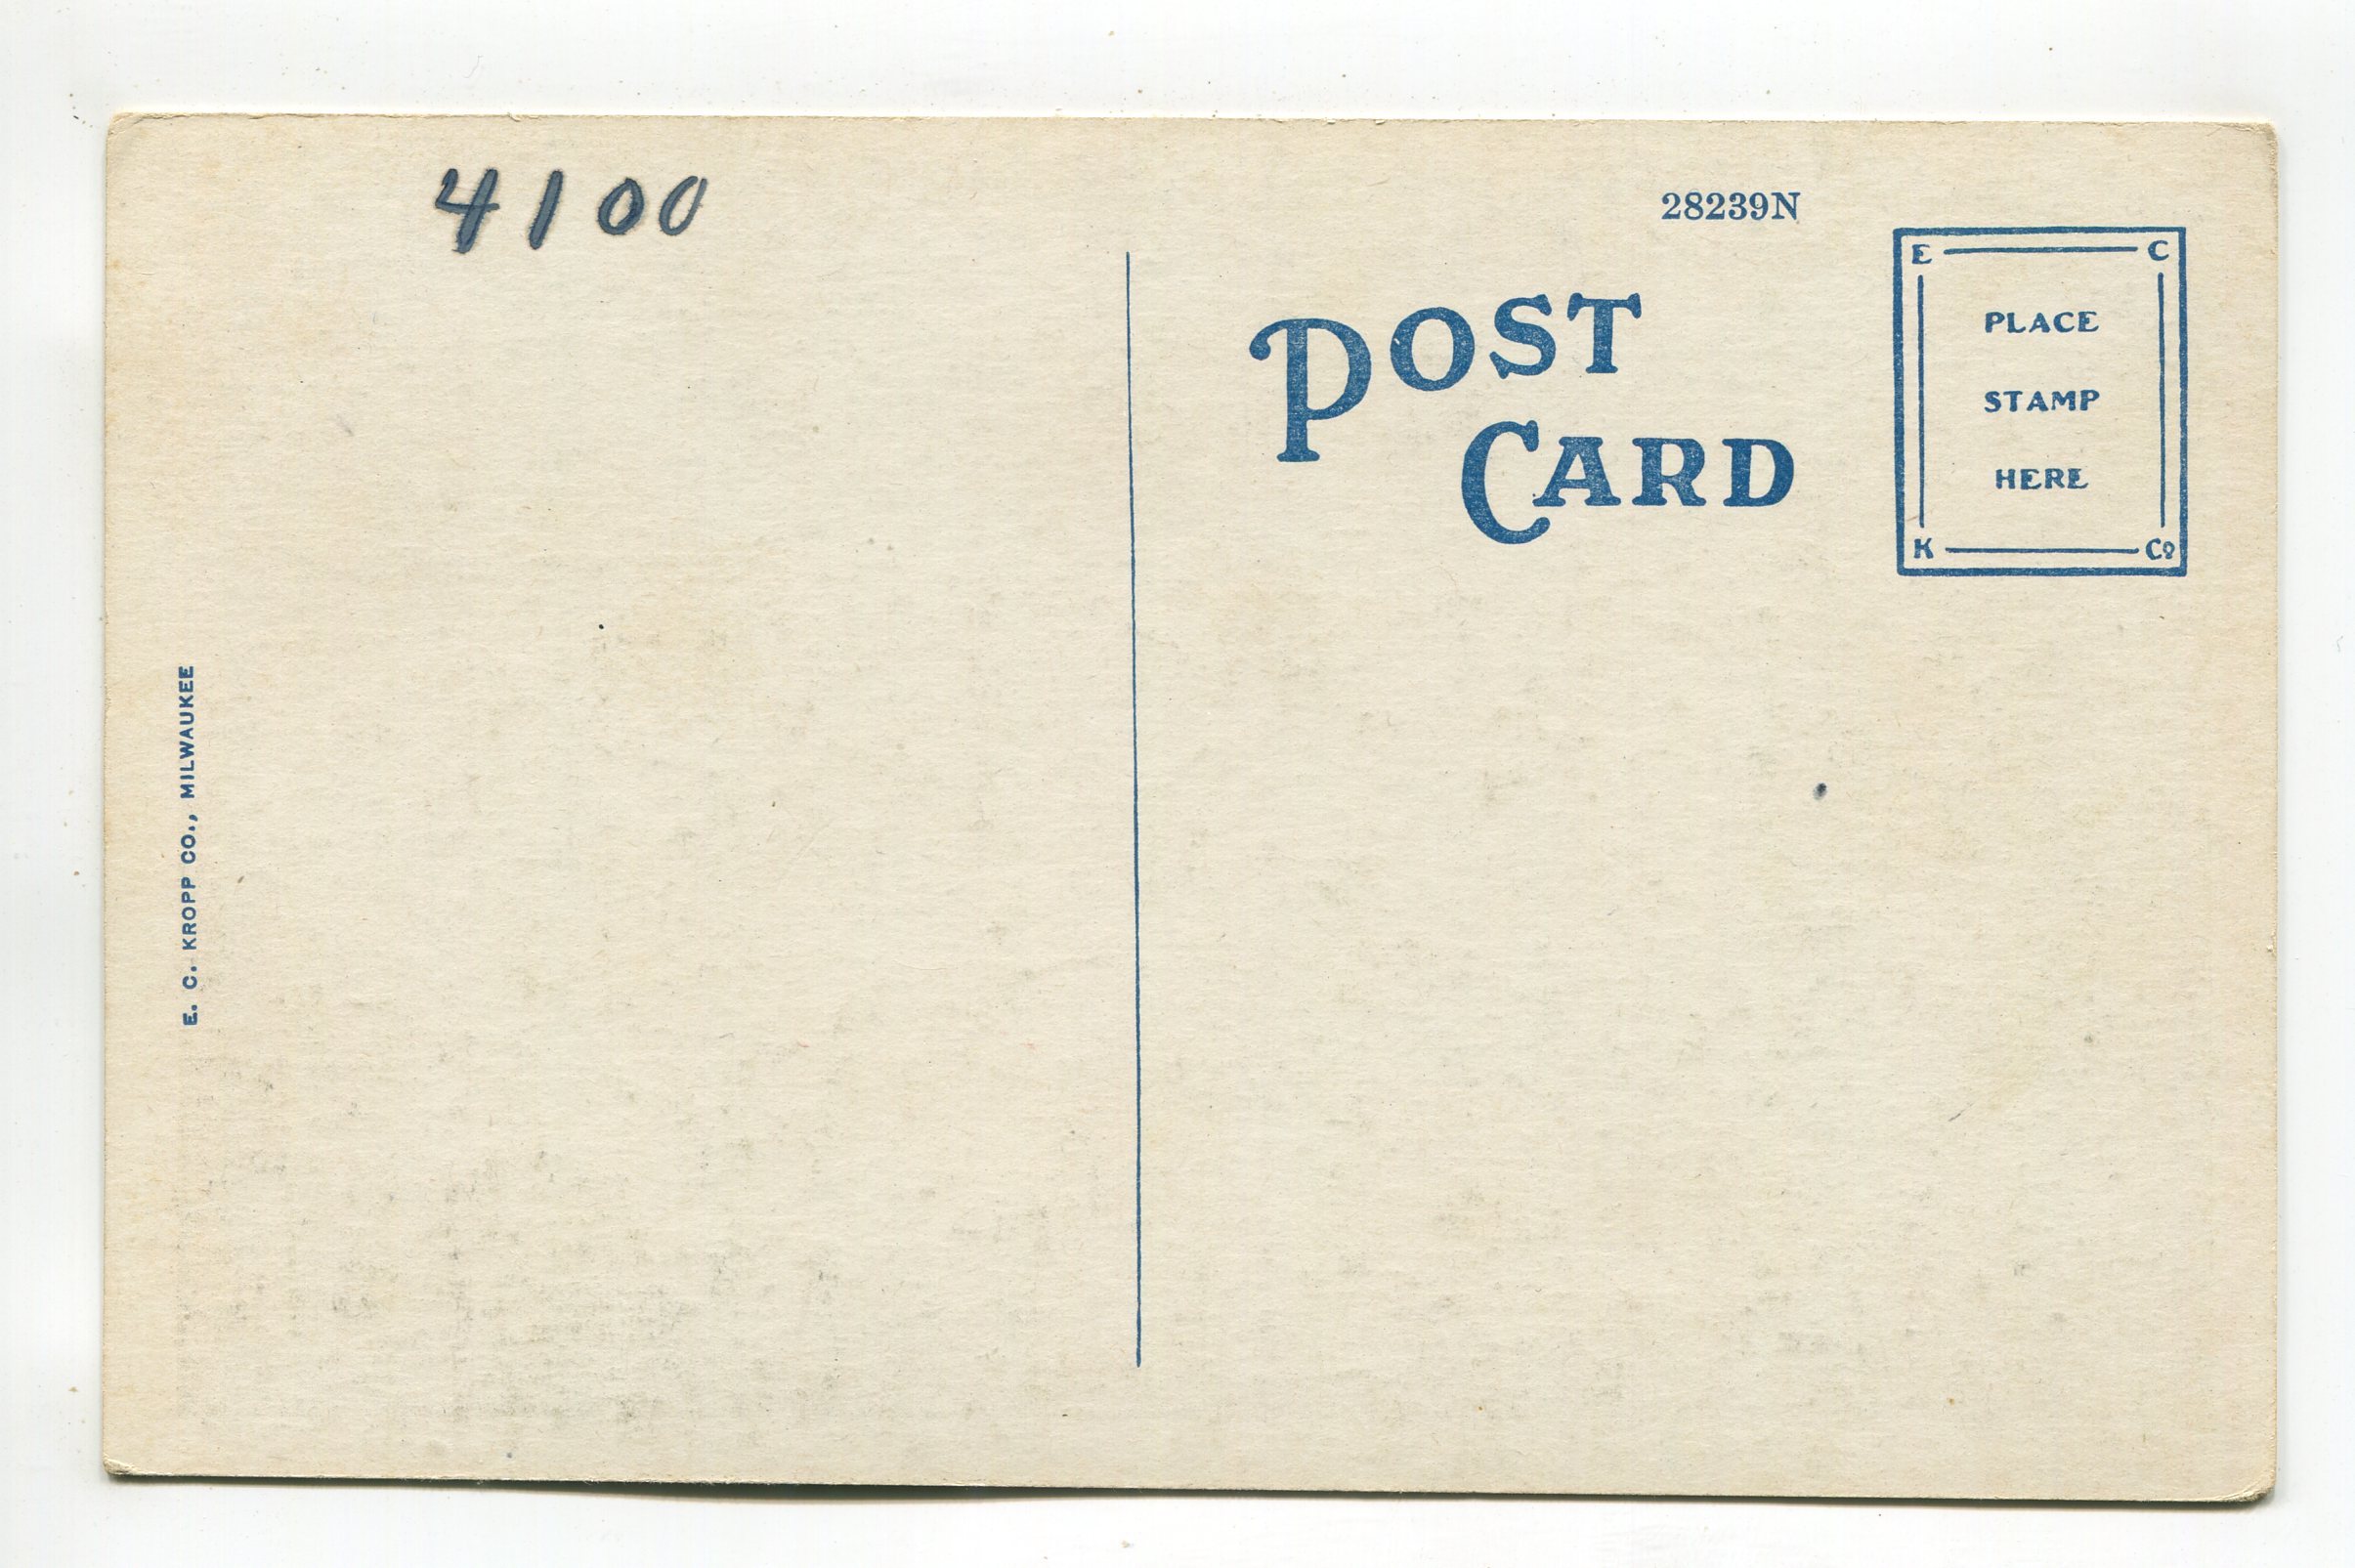 4100
28239N
POST
CARD
E C
PLACE
STAMP
HERE
K Co
E. C. KROPP CO., MILWAUKEE